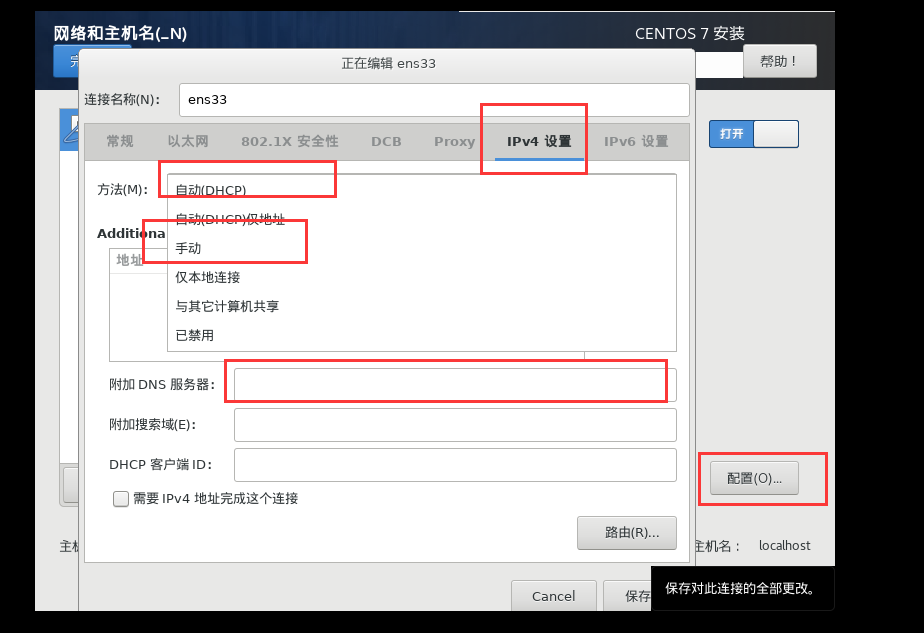 网络和主机名(_N)
CENTOS 7 安装
帮助！
正在编辑 ens33
连接名称(N)：
ens33
常规
以太网
802.1X 安全性
DCB
Proxy
IPv4 设置
IPv6 设置
打开
方法(M)：
自动(DHCP)
自动(DHCP)仅地址
Additiona
手动
地址
仅本地连接
与其它计算机共享
已禁用
附加 DNS 服务器：
附加搜索域(E)：
DHCP 客户端 ID：
配置(O)...
需要 IPv4 地址完成这个连接
路由(R)...
主机名：
localhost
Cancel
保存
保存对此连接的全部更改。